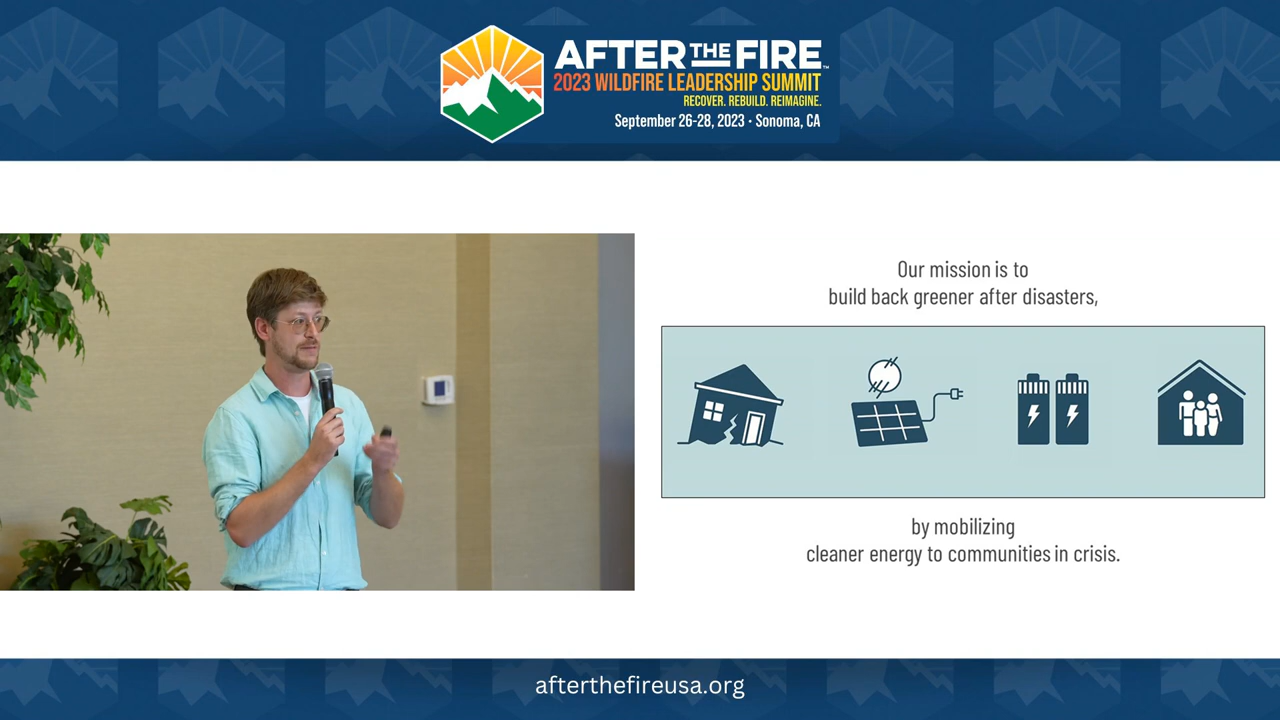 AFTER THE FIRE™
2023 WILDFIRE LEADERSHIP SUMMIT
RECOVER. REBUILD. REIMAGINE.
September 26-28, 2023 • Sonoma, CA
Our mission is to
build back greener after disasters,
by mobilizing
cleaner energy to communities in crisis.
afterthefireusa.org